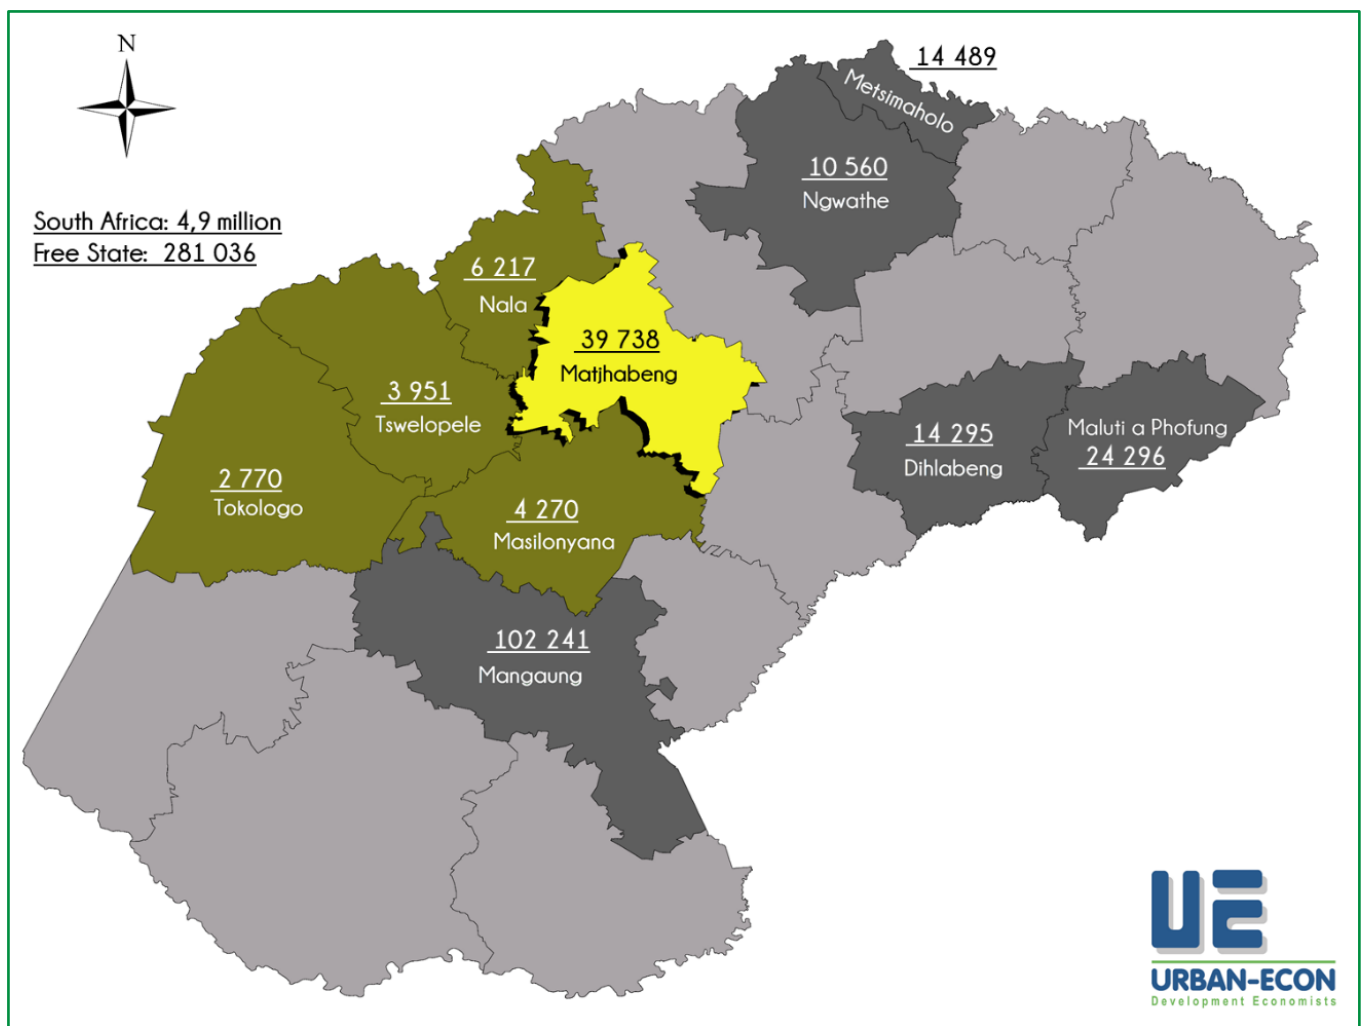 N
14 489
Metsimaholo
10 560
Ngwathe
South Africa: 4,9 million
Free State: 281 036
6 217
Nala
39 738
Matjhabeng
3 951
Tswelopele
14 295
Dihlabeng
Maluti a Phofung
24 296
2 770
Tokologo
4 270
Masilonyana
102 241
Mangaung
UE
URBAN-ECON
Development Economists